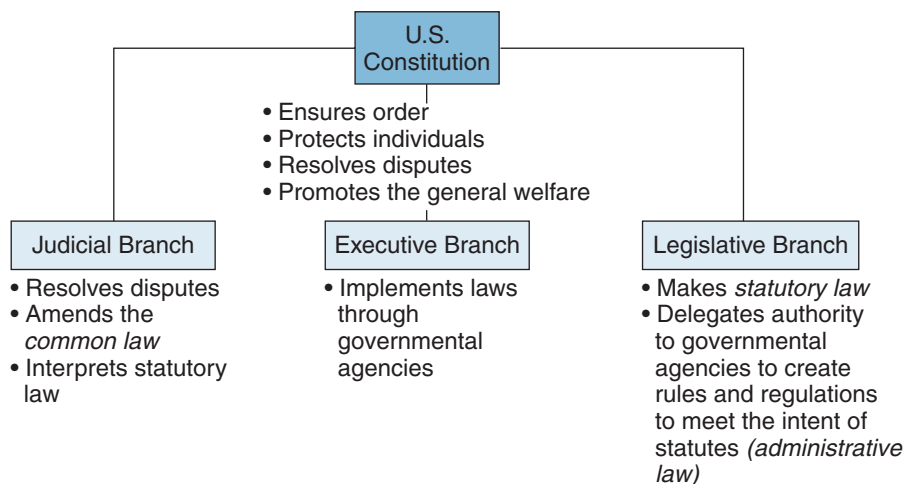 U.S.
Constitution
• Ensures order
• Protects individuals
• Resolves disputes
• Promotes the general welfare
Judicial Branch
• Resolves disputes
• Amends the
common law
• Interprets statutory
law
Executive Branch
• Implements laws
through
governmental
agencies
Legislative Branch
• Makes statutory law
• Delegates authority
to governmental
agencies to create
rules and regulations
to meet the intent of
statutes (administrative
law)